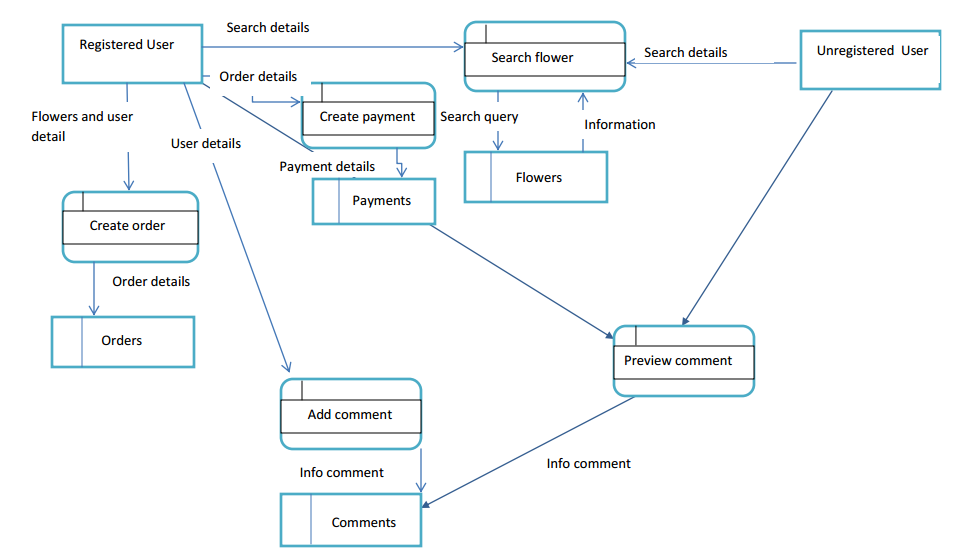 Search details
Registered User
Unregistered User
Search flower
Search details
Order details
Flowers and user
detail
Create payment
Search query
Information
User details
Payment details
Flowers
Payments
Create order
Order details
Orders
Preview comment
Add comment
Info comment
Info comment
Comments